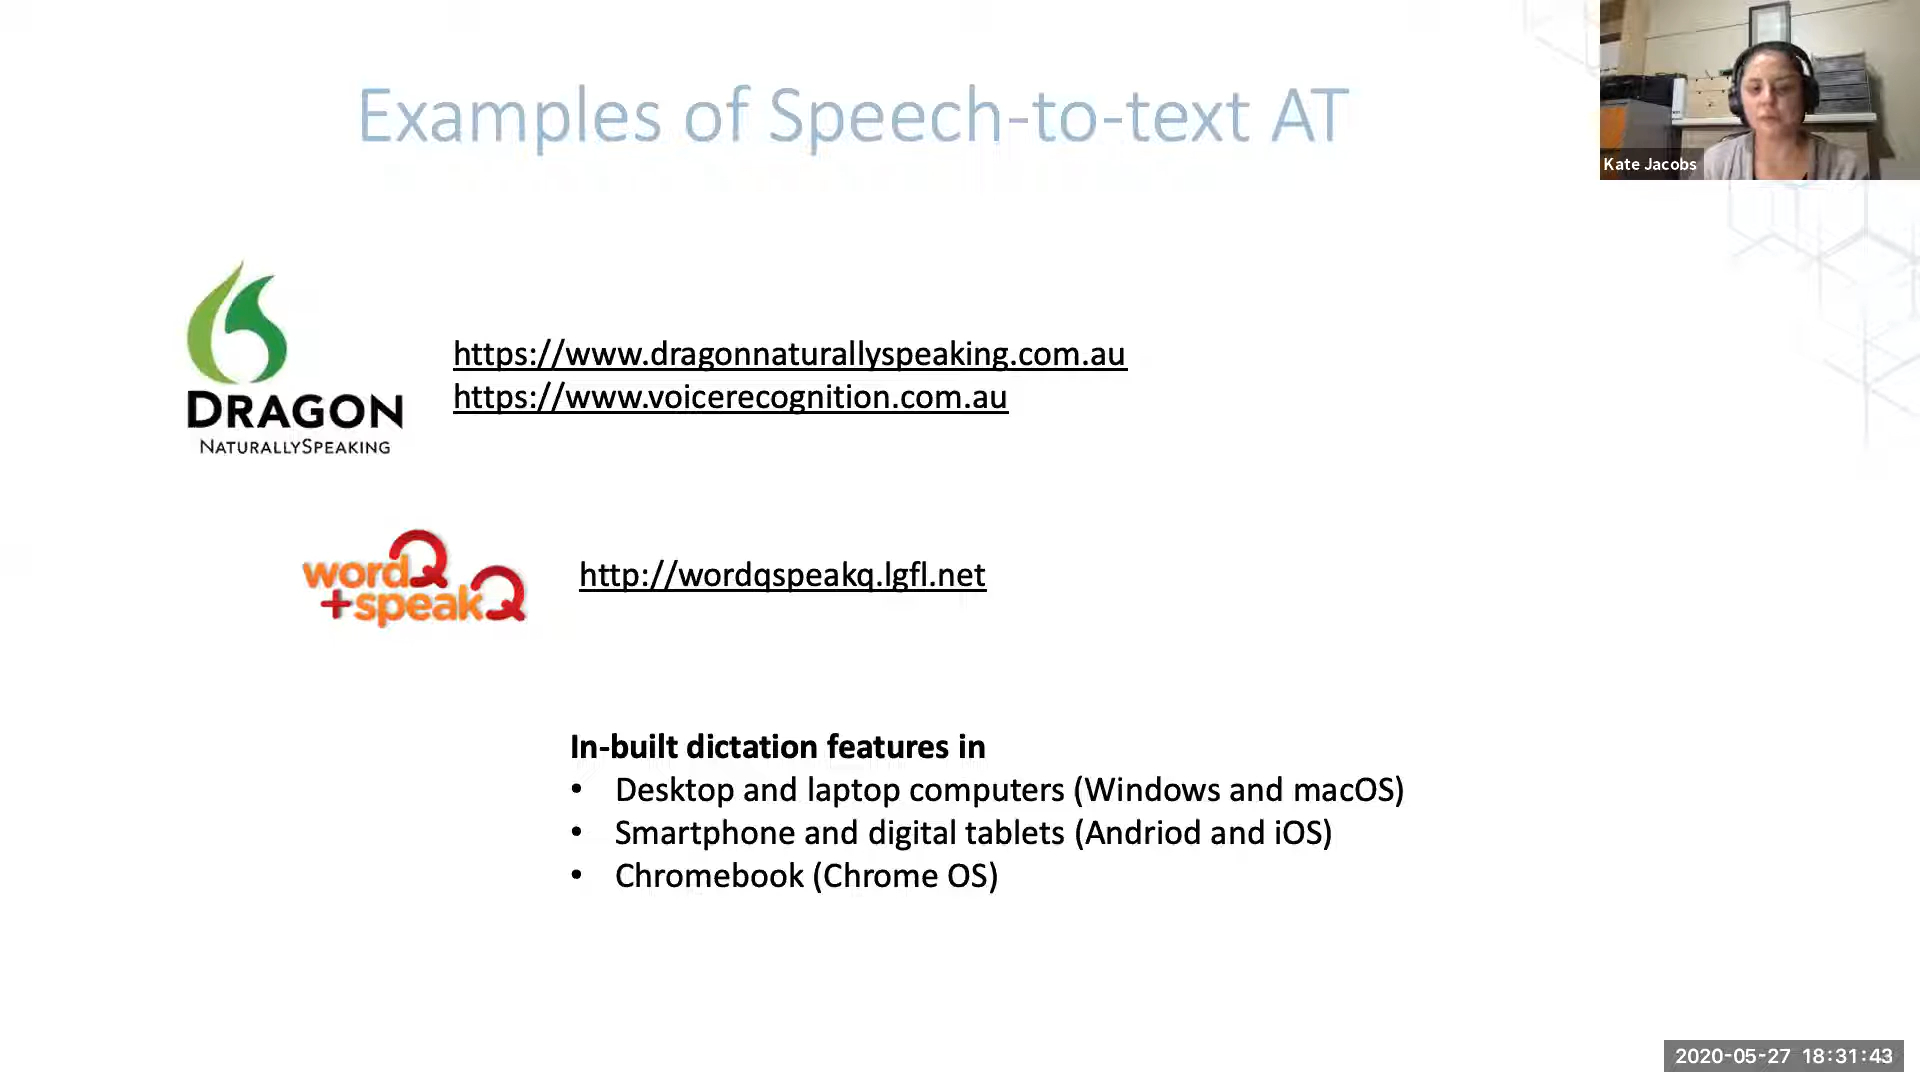 Examples of Speech-to-text AT
Kate Jacobs
DRAGON
NATURALLYSPEAKING
https://www.dragonnaturallyspeaking.com.au
https://www.voicerecognition.com.au
wordQ
+speakQ
http://wordqspeakq.lgfl.net
In-built dictation features in
• Desktop and laptop computers (Windows and macOS)
• Smartphone and digital tablets (Andriod and iOS)
• Chromebook (Chrome OS)
2020-05-27 18:31:43